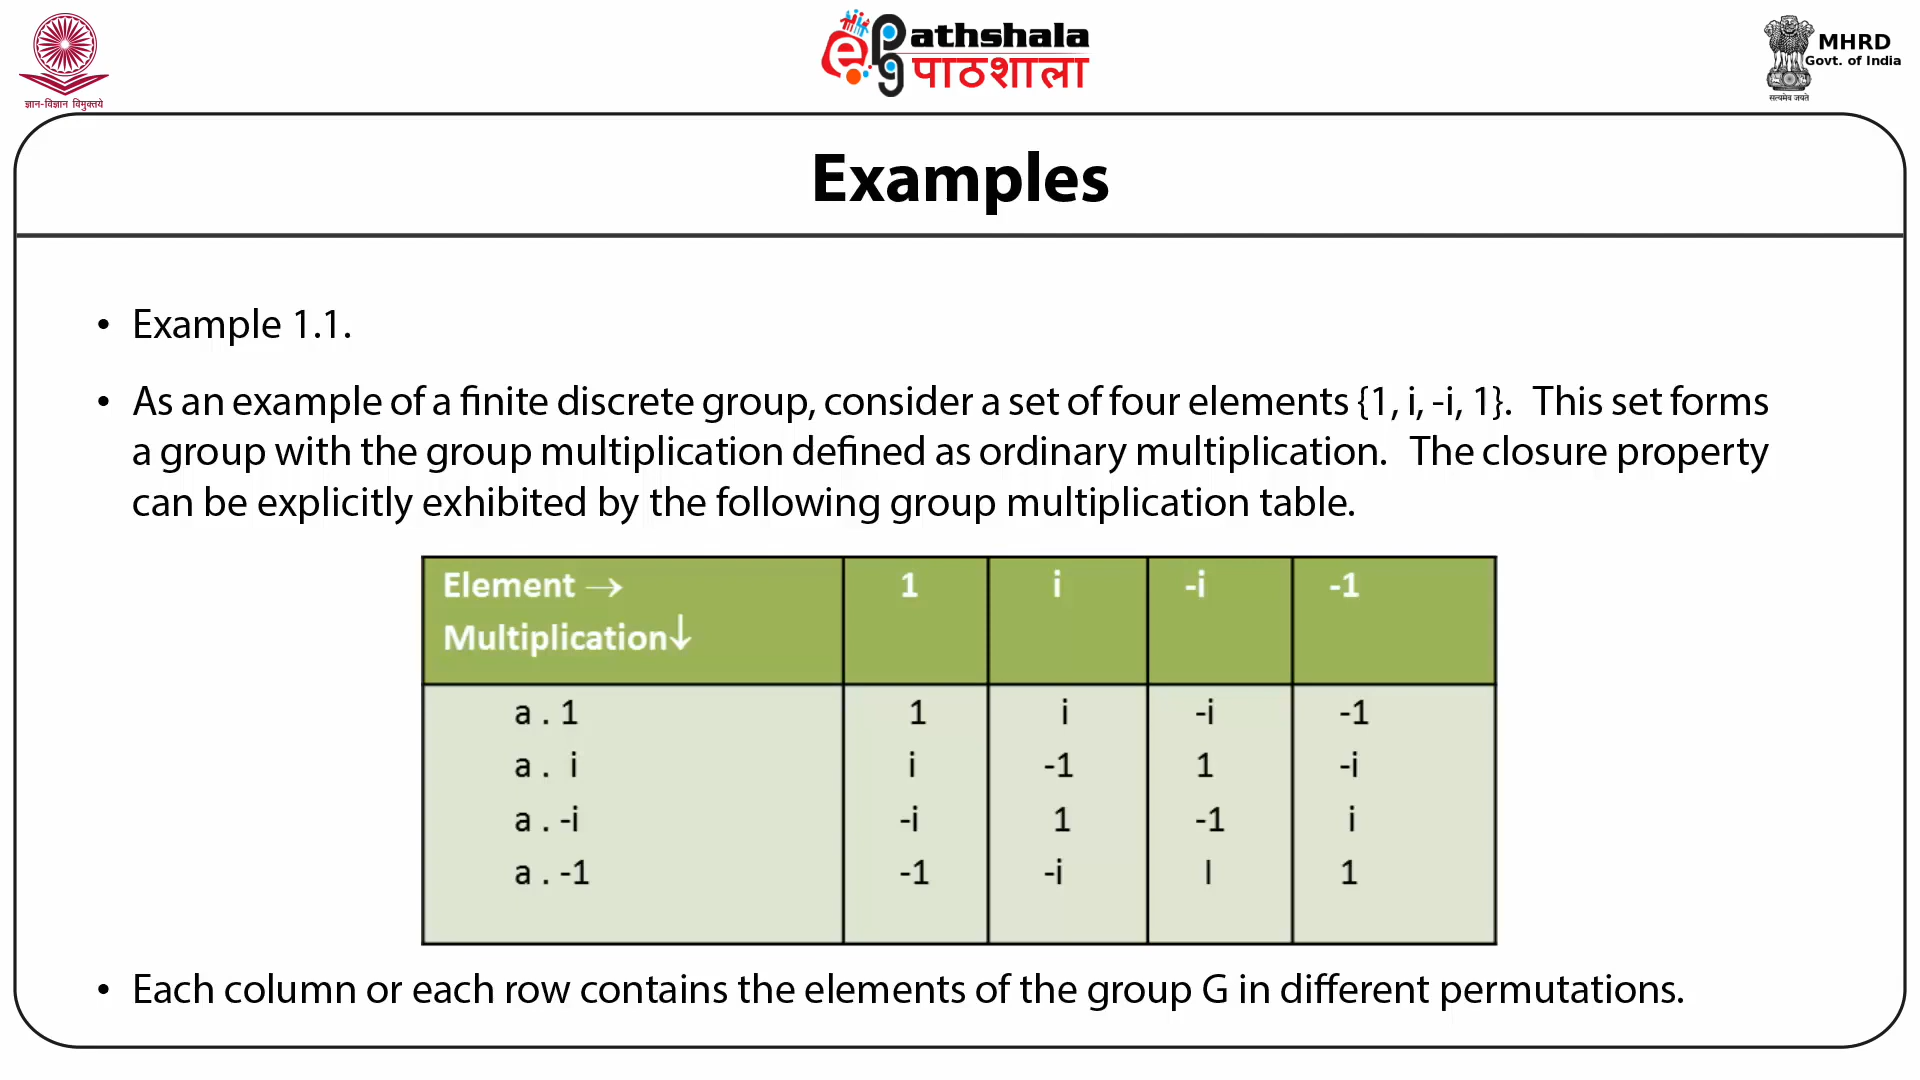 ज्ञान-विज्ञान विमुक्तये
ePathshala
पाठशाला
MHRD
Govt. of India
सत्यमेव जयते
Examples
• Example 1.1.
• As an example of a finite discrete group, consider a set of four elements {1, i, -i, 1}. This set forms
a group with the group multiplication defined as ordinary multiplication. The closure property
can be explicitly exhibited by the following group multiplication table.
Element → 1 i -i -1
Multiplication↓
a . 1 1 i -i -1
a . i i -1 1 -i
a . -i -i 1 -1 i
a . -1 -1 -i I 1
• Each column or each row contains the elements of the group G in different permutations.